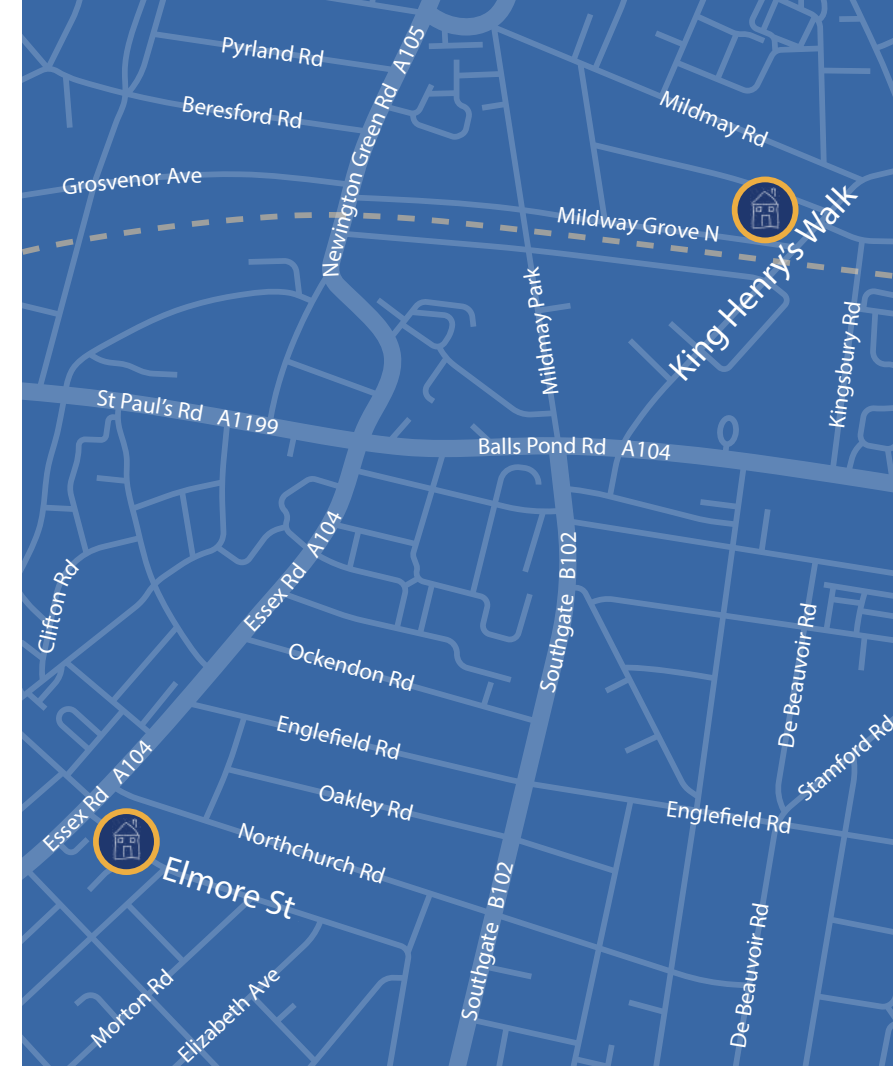 Pyrland Rd
Newington Green Rd A105
Beresford Rd
Mildmay Rd
Grosvenor Ave
Mildway Grove N
King Henry's Walk
Mildmay Park
Kingsbury Rd
St Paul's Rd A1199
Balls Pond Rd A104
Essex Rd A104
Clifton Rd
Southgate B102
De Beauvoir Rd
Ockendon Rd
Englefield Rd
Stamford Rd
Essex Rd A104
Oakley Rd
Englefield Rd
Northchurch Rd
Elmore St
Southgate B102
De Beauvoir Rd
Morton Rd
Elizabeth Ave